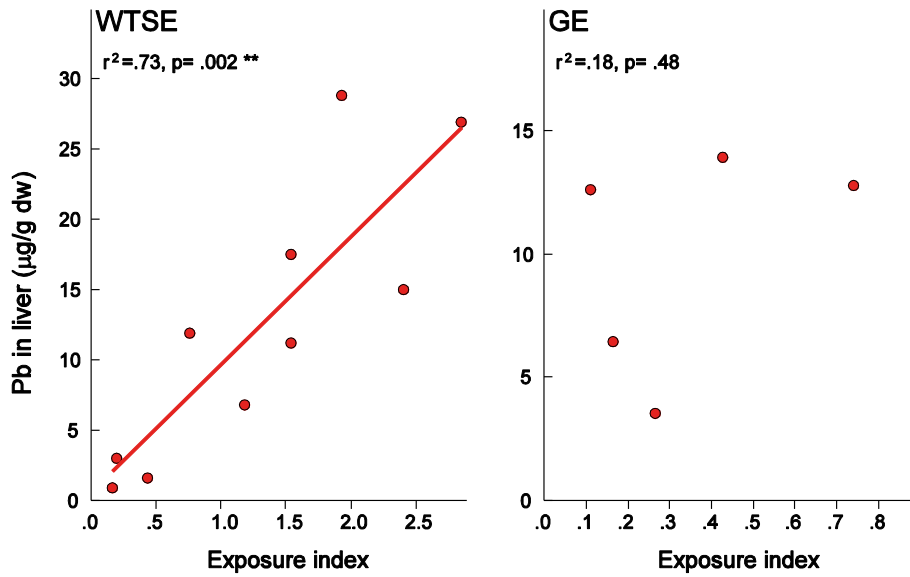 WTSE
r²=.73, p= .002 **
30
25
20
15
10
5
0
Pb in liver (µg/g dw)
.0 .5 1.0 1.5 2.0 2.5
Exposure index
GE
r²=.18, p= .48
15
10
5
0
.0 .1 .2 .3 .4 .5 .6 .7 .8
Exposure index